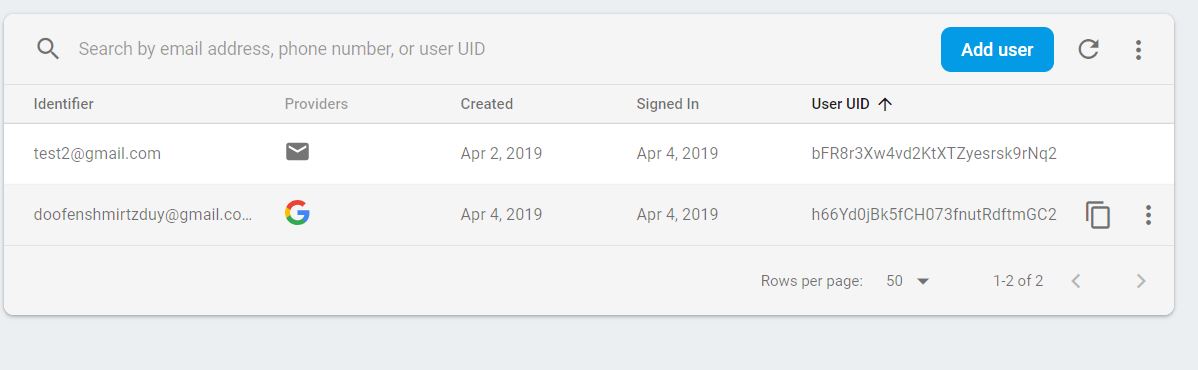 Search by email address, phone number, or user UID Add user
Identifier Providers Created Signed In User UID
test2@gmail.com Apr 2, 2019 Apr 4, 2019 bFR8r3Xw4vd2KtXTZyesrsk9rNq2
doofenshmirtzduy@gmail.co... Apr 4, 2019 Apr 4, 2019 h66Yd0jBk5fCH073fnutRdftmGC2
Rows per page: 50 1-2 of 2